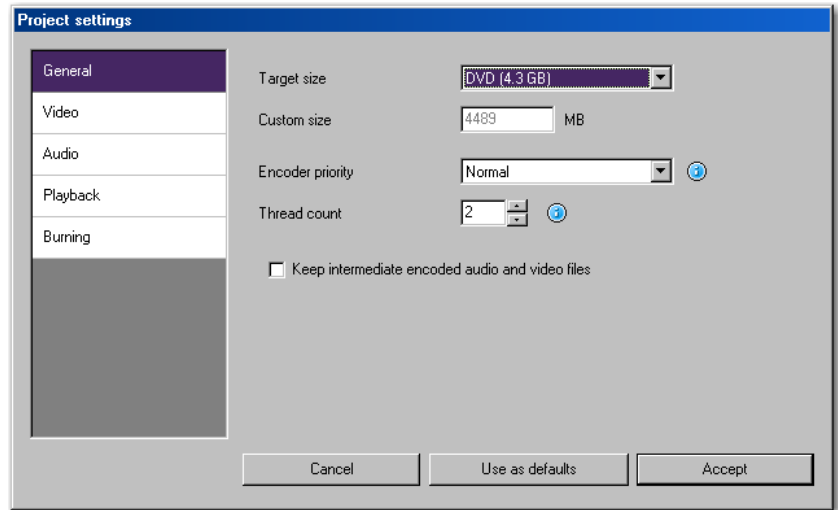 Project settings
General
Video
Audio
Playback
Burning
Target size DVD (4.3 GB)
Custom size 4489 MB
Encoder priority Normal
Thread count 2
Keep intermediate encoded audio and video files
Cancel Use as defaults Accept